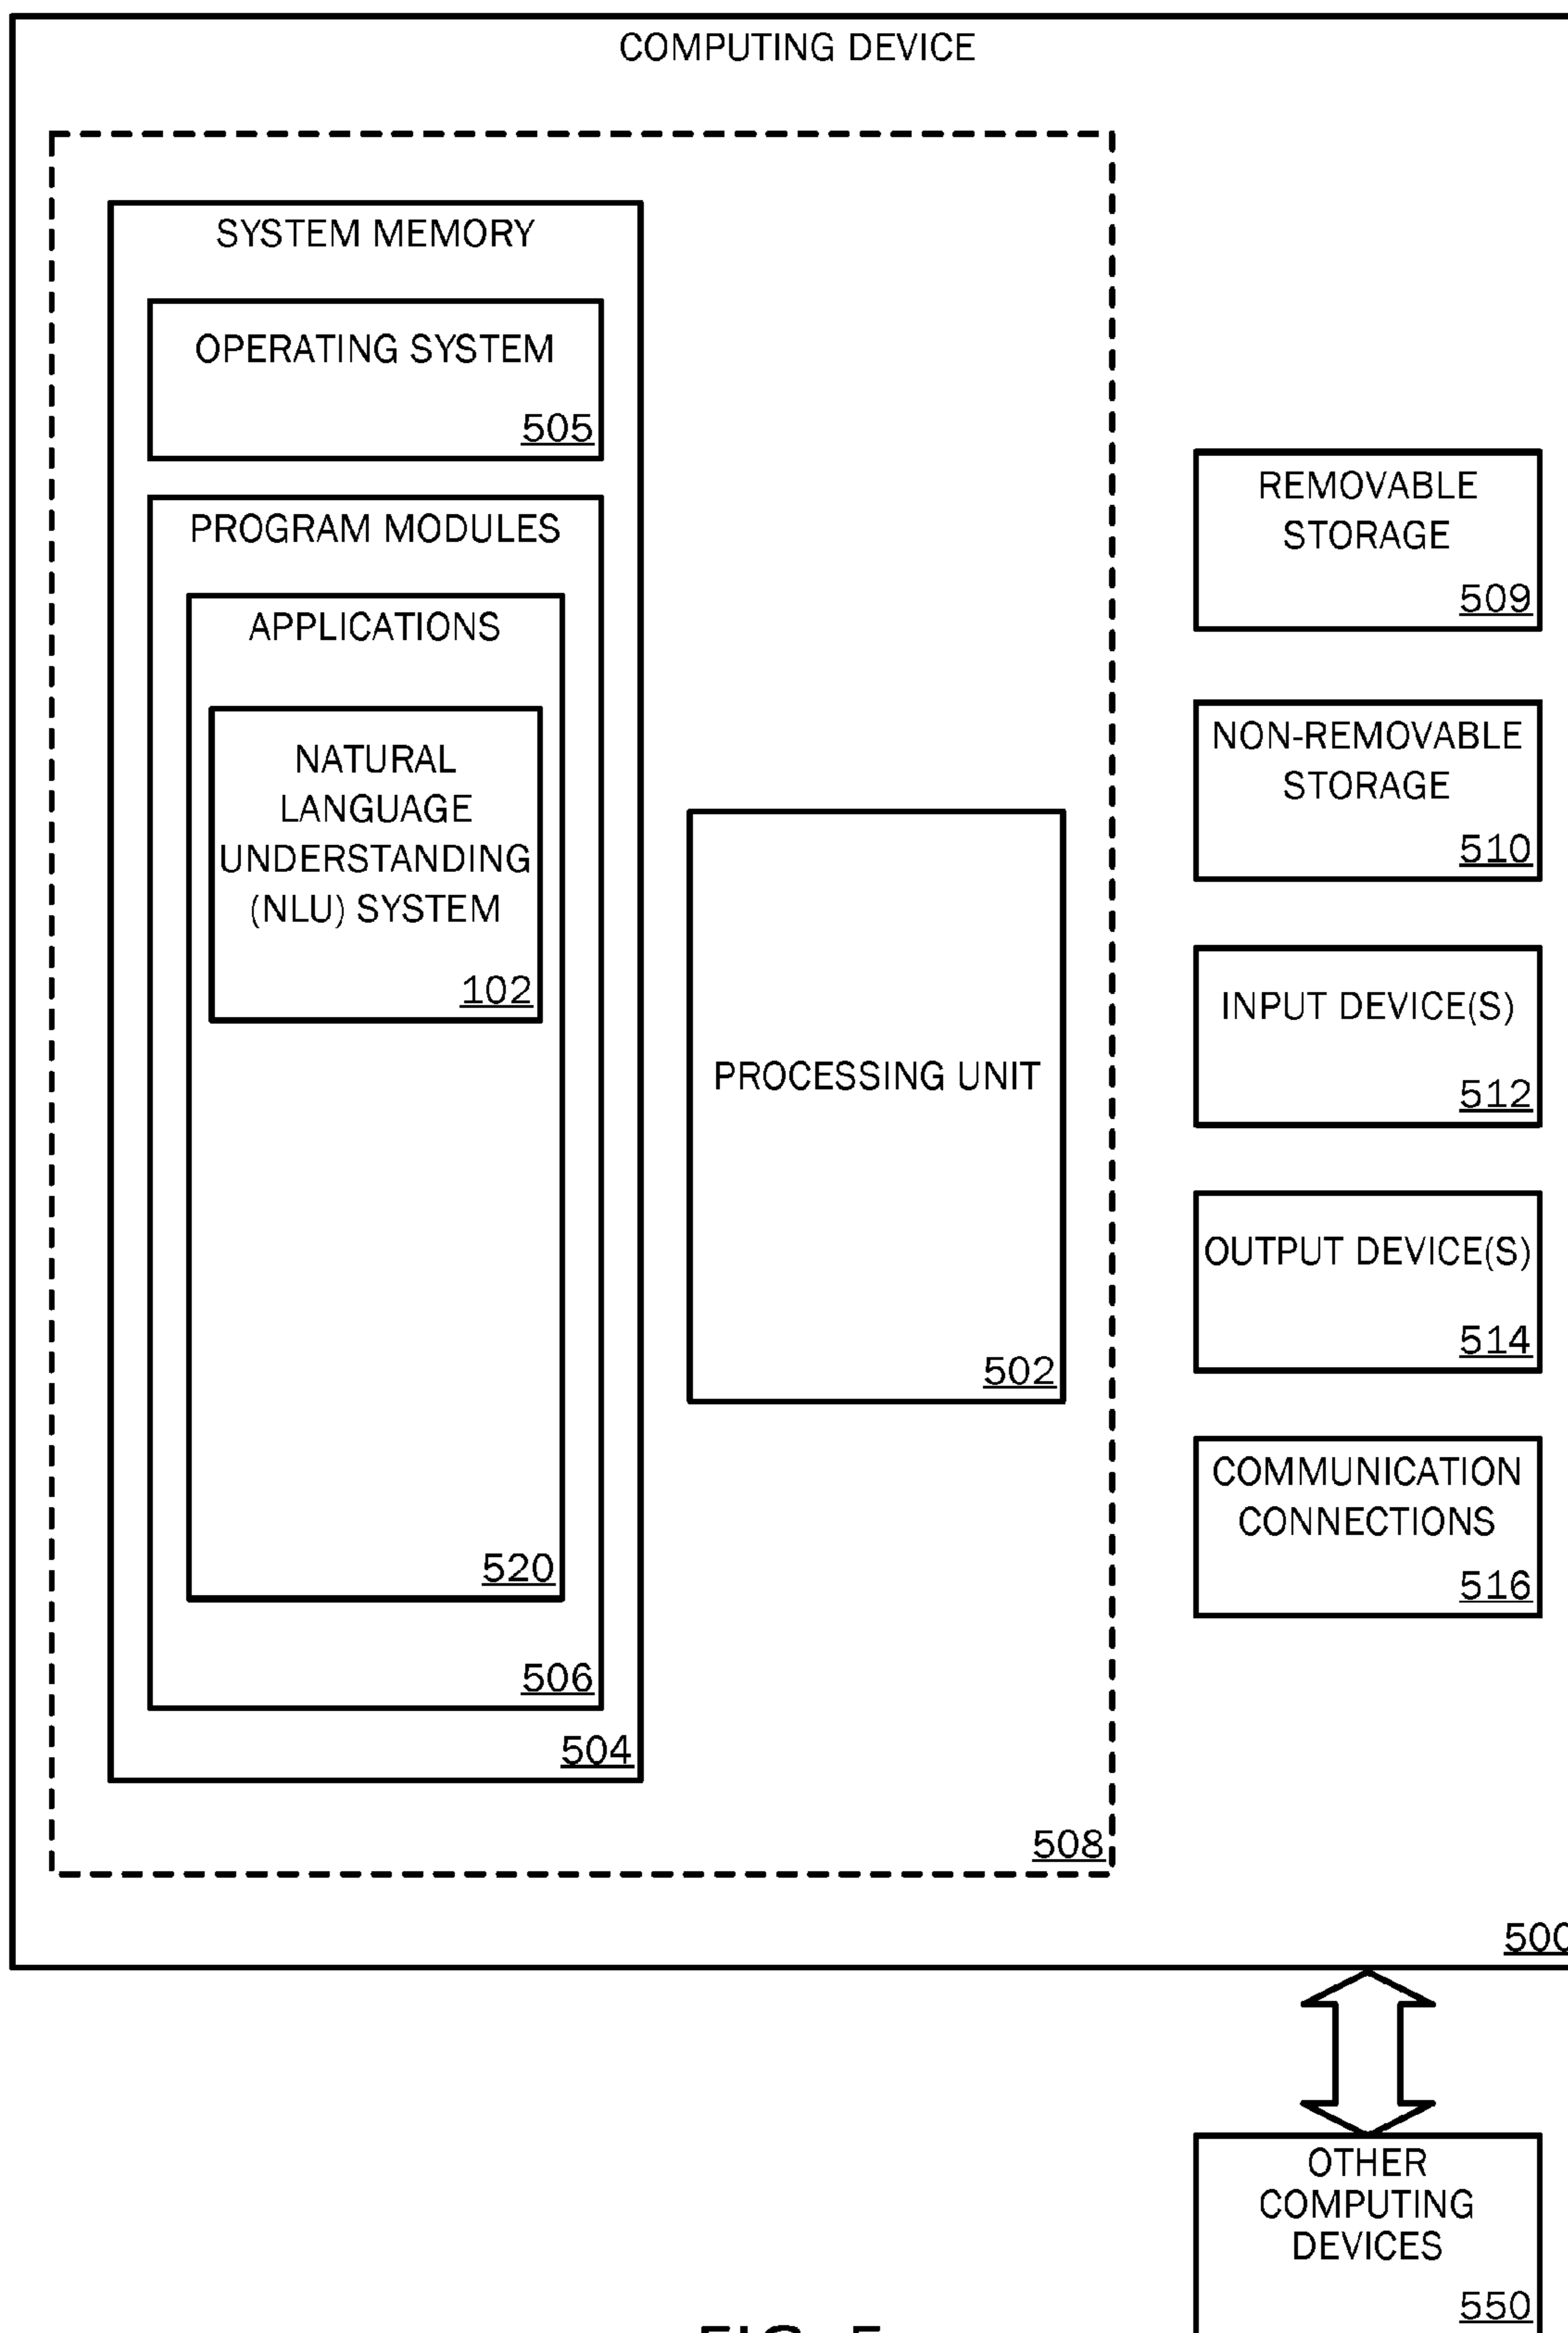 COMPUTING DEVICE
SYSTEM MEMORY
OPERATING SYSTEM
505
PROGRAM MODULES
APPLICATIONS
NATURAL
LANGUAGE
UNDERSTANDING
(NLU) SYSTEM
102
520
506
504
PROCESSING UNIT
502
508
REMOVABLE
STORAGE
509
NON-REMOVABLE
STORAGE
510
INPUT DEVICE(S)
512
OUTPUT DEVICE(S)
514
COMMUNICATION
CONNECTIONS
516
500
OTHER
COMPUTING
DEVICES
550